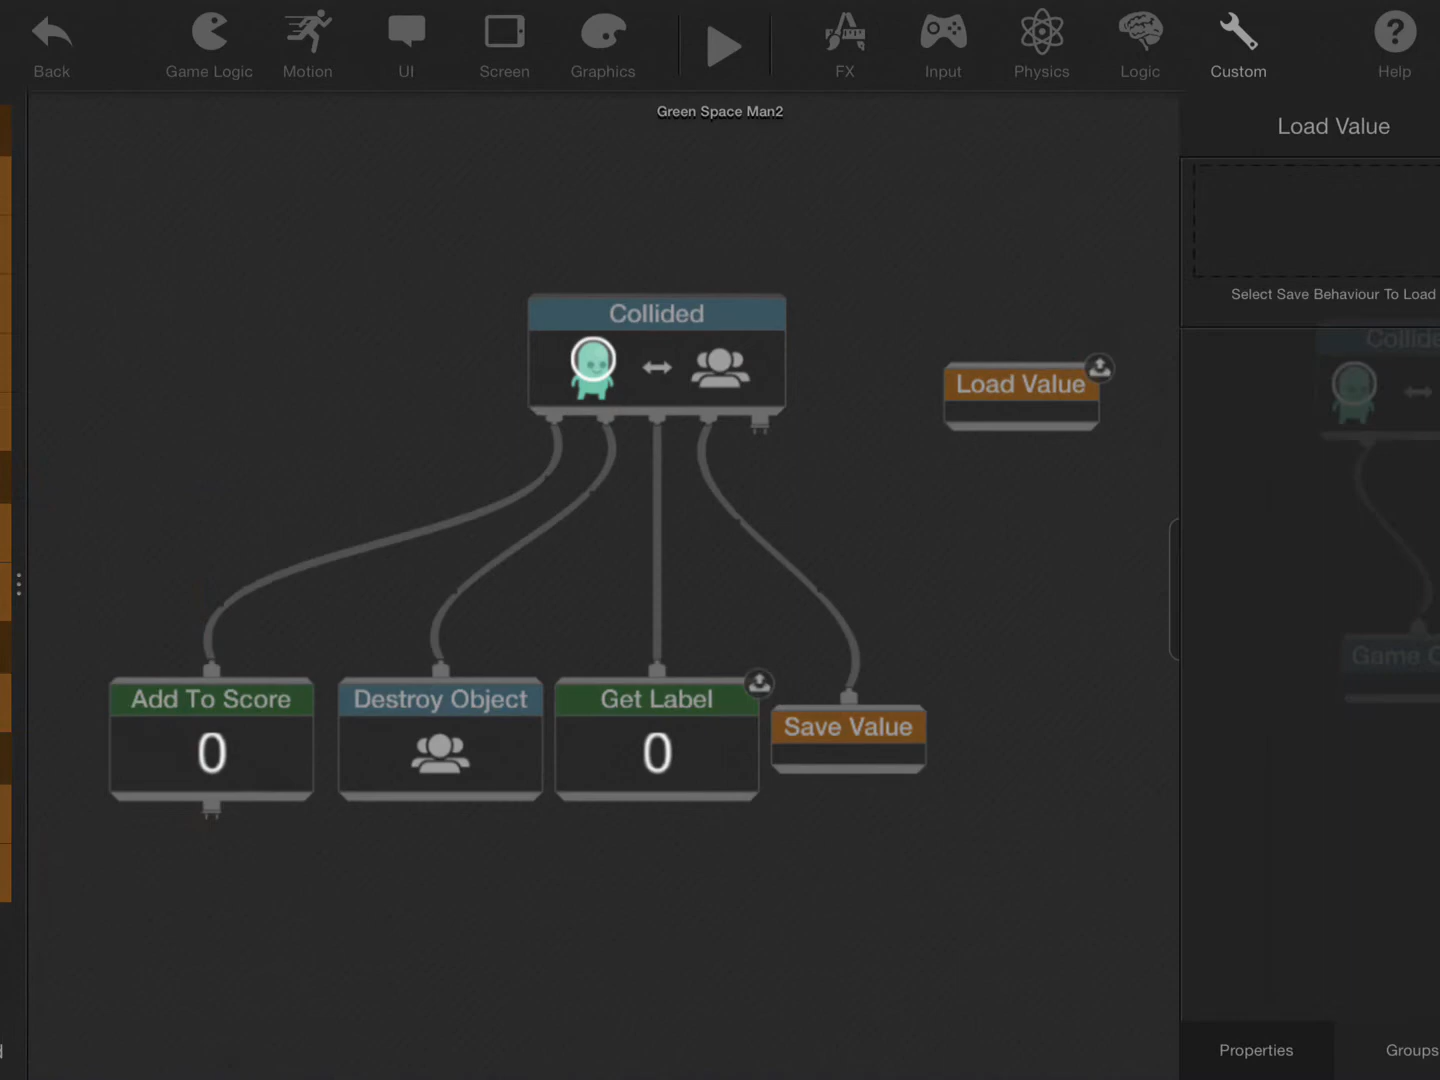 Back
Game Logic
Motion
UI
Screen
Graphics
FX
Input
Physics
Logic
Custom
Help
Green Space Man2
Load Value
Select Save Behaviour To Load
Collided
Load Value
Add To Score
0
Destroy Object
Get Label
0
Save Value
Properties
Groups